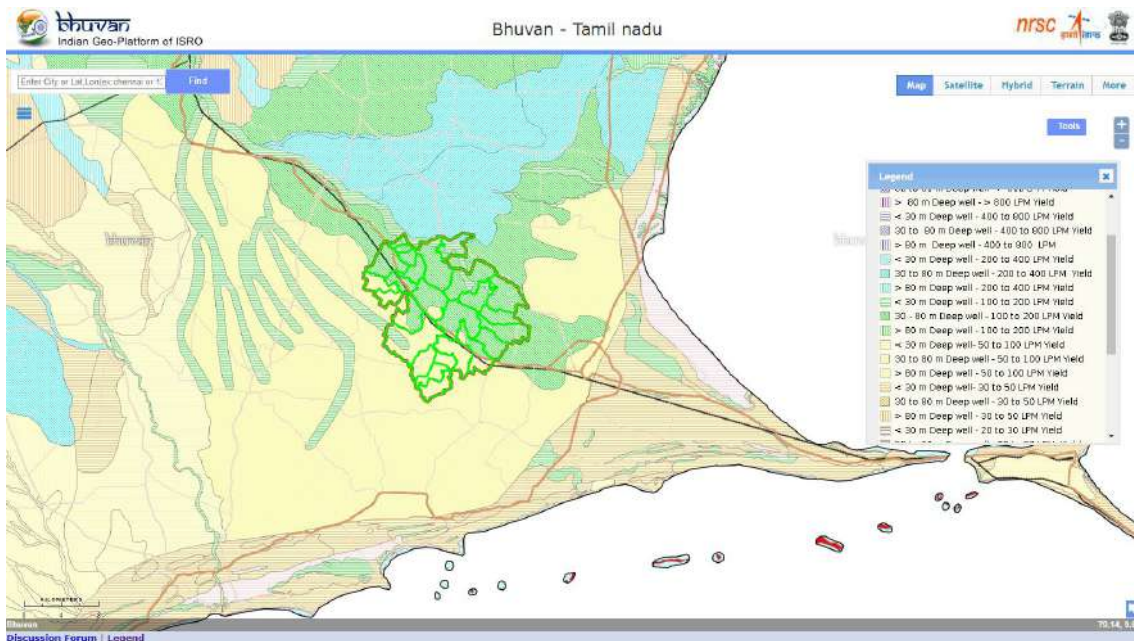 bhuvan
Indian Geo-Platform of ISRO
Bhuvan - Tamil nadu
nrsc
Find
Map Satellite Hybrid Terrain More
Tools
+
-
Legend
> 80 m Deep well - > 800 LPM Yield
< 30 m Deep well - 400 to 800 LPM Yield
30 to 80 m Deep well - 400 to 800 LPM Yield
> 80 m Deep well - 400 to 800 LPM
< 30 m Deep well - 200 to 400 LPM Yield
30 to 80 m Deep well - 200 to 400 LPM Yield
> 80 m Deep well - 200 to 400 LPM Yield
< 30 m Deep well - 100 to 200 LPM Yield
30 - 80 m Deep well - 100 to 200 LPM Yield
> 80 m Deep well - 100 to 200 LPM Yield
< 30 m Deep well- 50 to 100 LPM Yield
30 to 80 m Deep well - 50 to 100 LPM Yield
> 80 m Deep well - 50 to 100 LPM Yield
< 30 m Deep well- 30 to 50 LPM Yield
30 to 80 m Deep well - 30 to 50 LPM Yield
> 80 m Deep well - 30 to 50 LPM Yield
< 30 m Deep well - 20 to 30 LPM Yield
bhuvan
KILOMETERS
Bhuvan
Discussion Forum | Legend